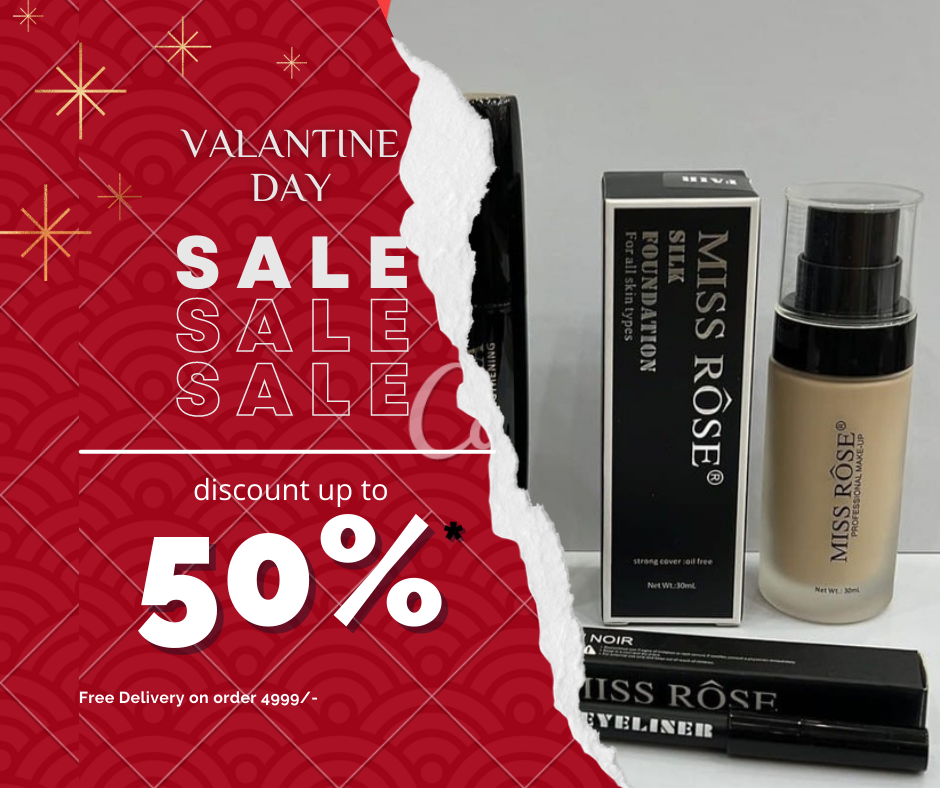 VALANTINE
DAY
SALE
SALE
SALE
discount up to
50%*
Free Delivery on order 4999/-
FAIR
MISS RÔSE®
SILK
FOUNDATION
For all skin types
strong cover :oil free
Net Wt.: 30mL
MISS RÔSE®
PROFESSIONAL MAKE-UP
Net Wt.: 30mL
NOIR
MISS RÔSE
EYELINER